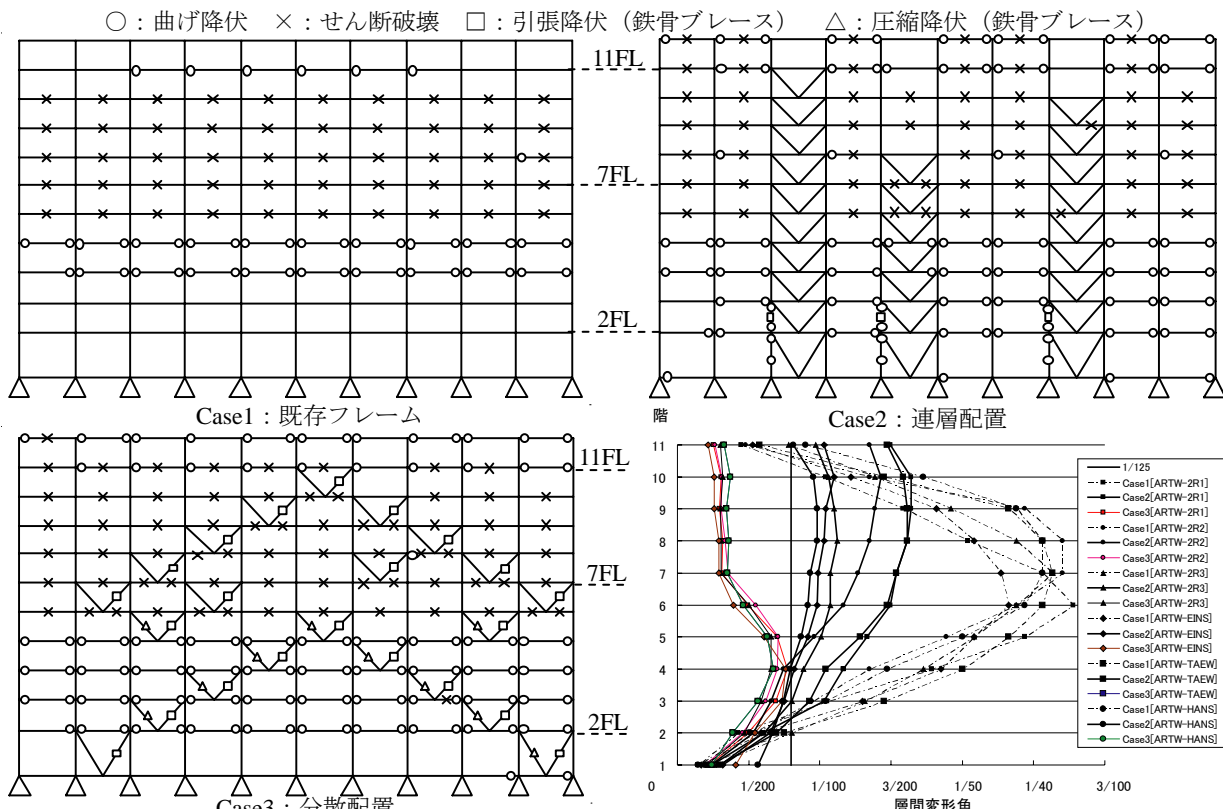 ○：曲げ降伏　×：せん断破壊　□：引張降伏（鉄骨ブレース）　△：圧縮降伏（鉄骨ブレース）
11FL
7FL
2FL
Case1：既存フレーム
Case2：連層配置
11FL
7FL
2FL
Case3：分散配置
階
11
10
9
8
7
6
5
4
3
2
1
0
1/200
1/100
3/200
1/50
1/40
3/100
層間変形角
1/125
Case1[ARTW-2R1]
Case2[ARTW-2R1]
Case3[ARTW-2R1]
Case1[ARTW-2R2]
Case2[ARTW-2R2]
Case3[ARTW-2R2]
Case1[ARTW-2R3]
Case2[ARTW-2R3]
Case3[ARTW-2R3]
Case1[ARTW-EINS]
Case2[ARTW-EINS]
Case3[ARTW-EINS]
Case1[ARTW-TAEW]
Case2[ARTW-TAEW]
Case3[ARTW-TAEW]
Case1[ARTW-HANS]
Case2[ARTW-HANS]
Case3[ARTW-HANS]